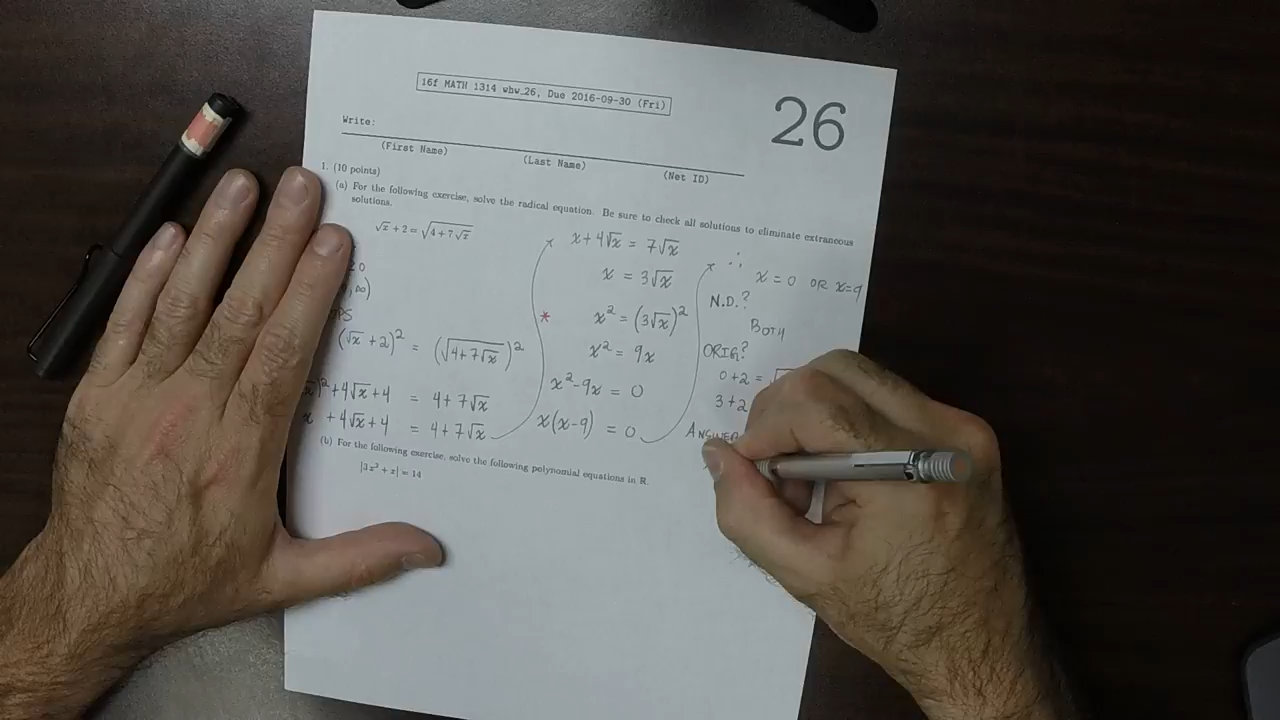 16f MATH 1314 wbw_26, Due 2016-09-30 (Fri)
26
Write:
(First Name) (Last Name) (Net ID)
1. (10 points)
(a) For the following exercise, solve the radical equation. Be sure to check all solutions to eliminate extraneous
solutions.
√x + 2 = √(4 + 7√x)
(√x + 2)² = (√(4+7√x))²
+ 4√x + 4 = 4 + 7√x
x + 4√x + 4 = 4 + 7√x
x + 4√x = 7√x
x = 3√x
* x² = (3√x)²
x² = 9x
x² - 9x = 0
x(x-9) = 0
∴ x = 0 OR x=9
N.D.?
BOTH
ORIG?
0+2 = √
3+2
ANSWER
(b) For the following exercise, solve the following polynomial equations in R.
|3z² + z| = 14